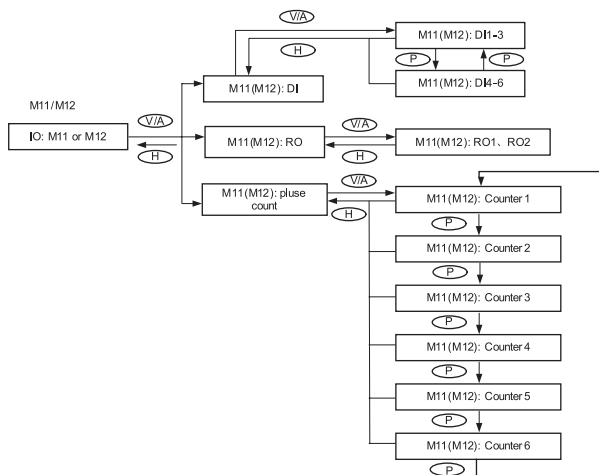 V/A
M11(M12): DI1-3
H
P
P
M11(M12): DI
M11(M12): DI4-6
M11/M12
V/A
V/A
IO: M11 or M12
M11(M12): RO
M11(M12): RO1、RO2
H
H
V/A
M11(M12): pluse
count
M11(M12): Counter 1
H
P
M11(M12): Counter 2
P
M11(M12): Counter 3
P
M11(M12): Counter 4
P
M11(M12): Counter 5
P
M11(M12): Counter 6
P